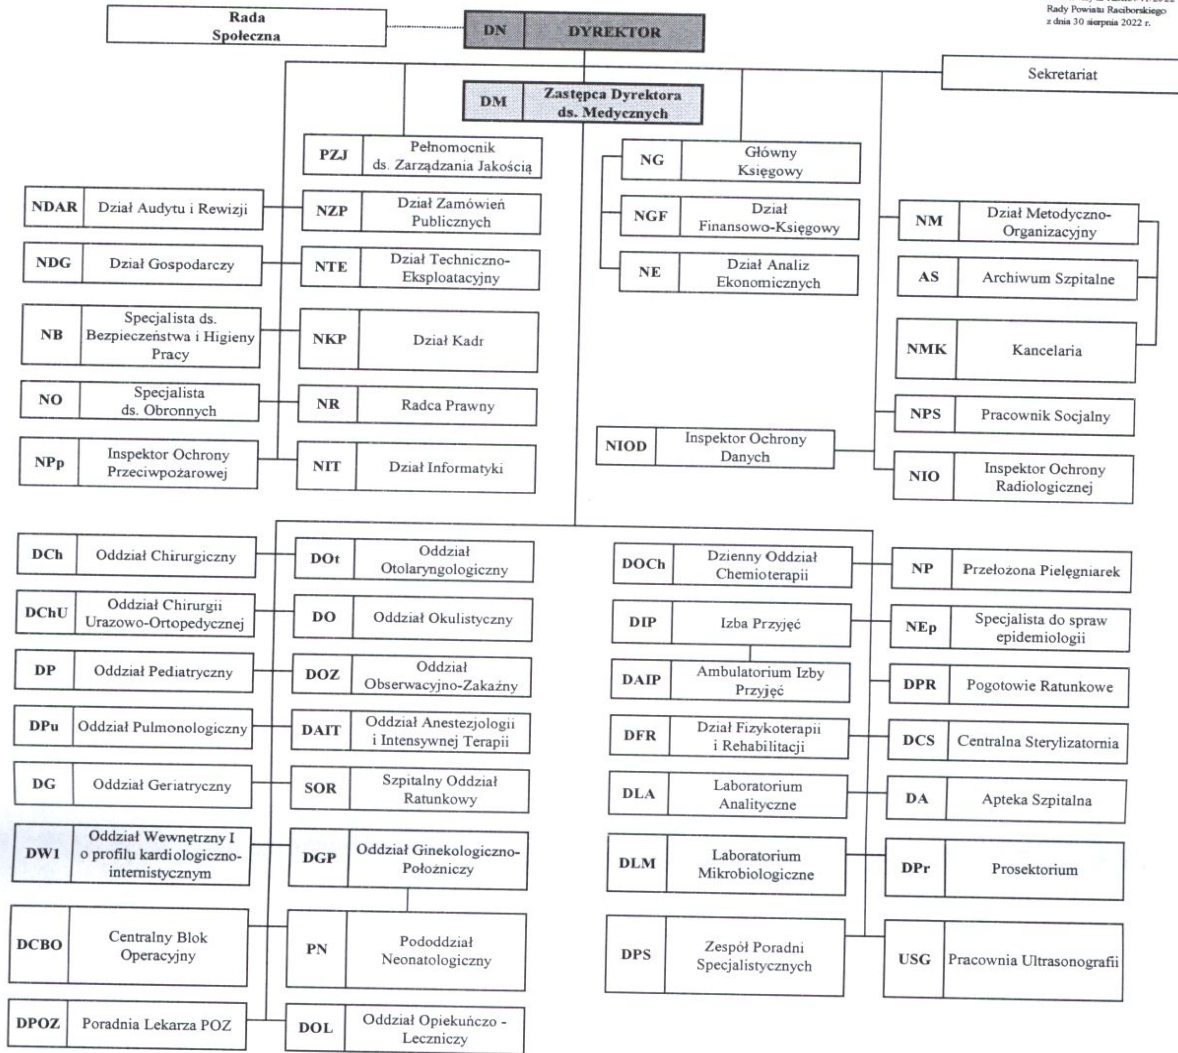 Rady Powiatu Raciborskiego
z dnia 30 sierpnia 2022 r.
Rada
Społeczna
DN
DYREKTOR
Sekretariat
DM
Zastępca Dyrektora
ds. Medycznych
PZJ
Pełnomocnik
ds. Zarządzania Jakością
NG
Główny
Księgowy
NDAR
Dział Audytu i Rewizji
NZP
Dział Zamówień
Publicznych
NGF
Dział
Finansowo-Księgowy
NM
Dział Metodyczno-
Organizacyjny
NDG
Dział Gospodarczy
NTE
Dział Techniczno-
Eksploatacyjny
NE
Dział Analiz
Ekonomicznych
AS
Archiwum Szpitalne
NB
Specjalista ds.
Bezpieczeństwa i Higieny
Pracy
NKP
Dział Kadr
NMK
Kancelaria
NO
Specjalista
ds. Obronnych
NR
Radca Prawny
NPS
Pracownik Socjalny
NPp
Inspektor Ochrony
Przeciwpożarowej
NIT
Dział Informatyki
NIOD
Inspektor Ochrony
Danych
NIO
Inspektor Ochrony
Radiologicznej
DCh
Oddział Chirurgiczny
DOt
Oddział
Otolaryngologiczny
DOCh
Dzienny Oddział
Chemioterapii
NP
Przełożona Pielęgniarek
DChU
Oddział Chirurgii
Urazowo-Ortopedycznej
DO
Oddział Okulistyczny
DIP
Izba Przyjęć
NEp
Specjalista do spraw
epidemiologii
DP
Oddział Pediatryczny
DOZ
Oddział
Obserwacyjno-Zakaźny
DAIP
Ambulatorium Izby
Przyjęć
DPR
Pogotowie Ratunkowe
DPu
Oddział Pulmonologiczny
DAIT
Oddział Anestezjologii
i Intensywnej Terapii
DFR
Dział Fizykoterapii
i Rehabilitacji
DCS
Centralna Sterylizatornia
DG
Oddział Geriatryczny
SOR
Szpitalny Oddział
Ratunkowy
DLA
Laboratorium
Analityczne
DA
Apteka Szpitalna
DW1
Oddział Wewnętrzny I
o profilu kardiologiczno-
internistycznym
DGP
Oddział Ginekologiczno-
Położniczy
DLM
Laboratorium
Mikrobiologiczne
DPr
Prosektorium
DCBO
Centralny Blok
Operacyjny
PN
Pododdział
Neonatologiczny
DPS
Zespół Poradni
Specjalistycznych
USG
Pracownia Ultrasonografii
DPOZ
Poradnia Lekarza POZ
DOL
Oddział Opiekuńczo -
Leczniczy